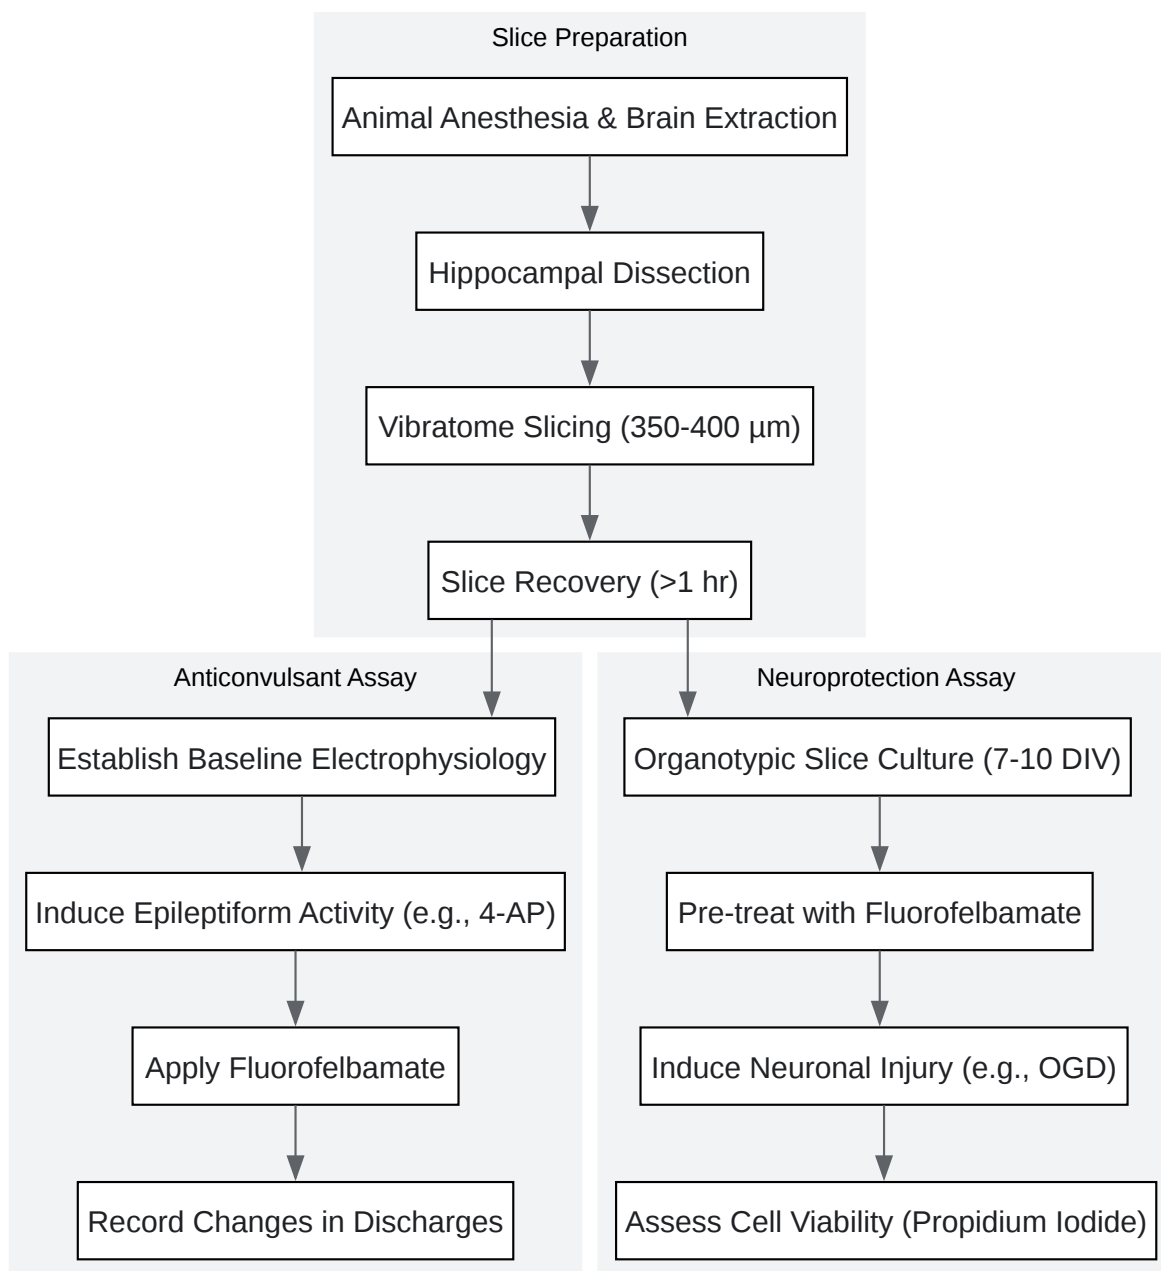 Slice Preparation
Animal Anesthesia & Brain Extraction
Hippocampal Dissection
Vibratome Slicing (350-400 µm)
Slice Recovery (>1 hr)
Anticonvulsant Assay
Establish Baseline Electrophysiology
Induce Epileptiform Activity (e.g., 4-AP)
Apply Fluorofelbamate
Record Changes in Discharges
Neuroprotection Assay
Organotypic Slice Culture (7-10 DIV)
Pre-treat with Fluorofelbamate
Induce Neuronal Injury (e.g., OGD)
Assess Cell Viability (Propidium Iodide)